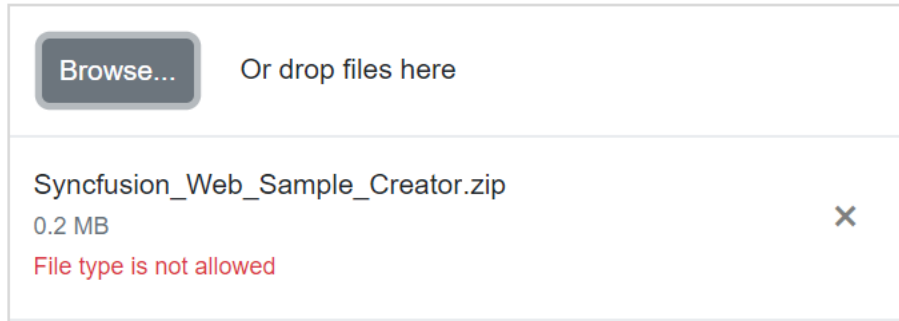 Browse... Or drop files here
Syncfusion_Web_Sample_Creator.zip
0.2 MB
File type is not allowed